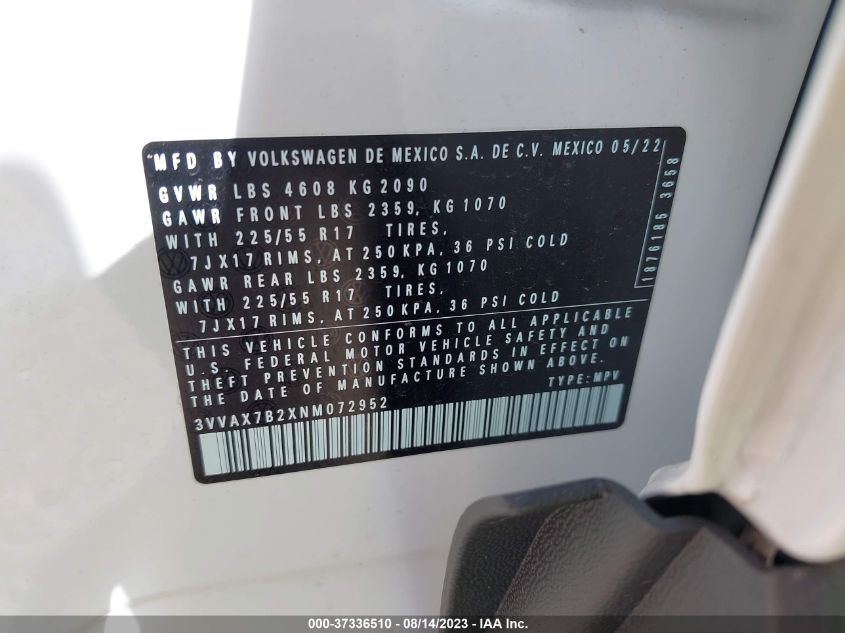 MFD BY VOLKSWAGEN DE MEXICO S.A. DE C.V. MEXICO 05/22
GVWR LBS 4608 KG 2090
GAWR FRONT LBS 2359, KG 1070
WITH 225/55 R17 TIRES,
7JX17 RIMS, AT 250 KPA, 36 PSI COLD
GAWR REAR LBS 2359, KG 1070
WITH 225/55 R17 TIRES,
7JX17 RIMS, AT 250 KPA, 36 PSI COLD
THIS VEHICLE CONFORMS TO ALL APPLICABLE
U.S. FEDERAL MOTOR VEHICLE SAFETY AND
THEFT PREVENTION STANDARDS IN EFFECT ON
THE DATE OF MANUFACTURE SHOWN ABOVE.
TYPE: MPV
3VVAX7B2XNM072952
1876185 3658
000-37336510 - 08/14/2023 - IAA Inc.